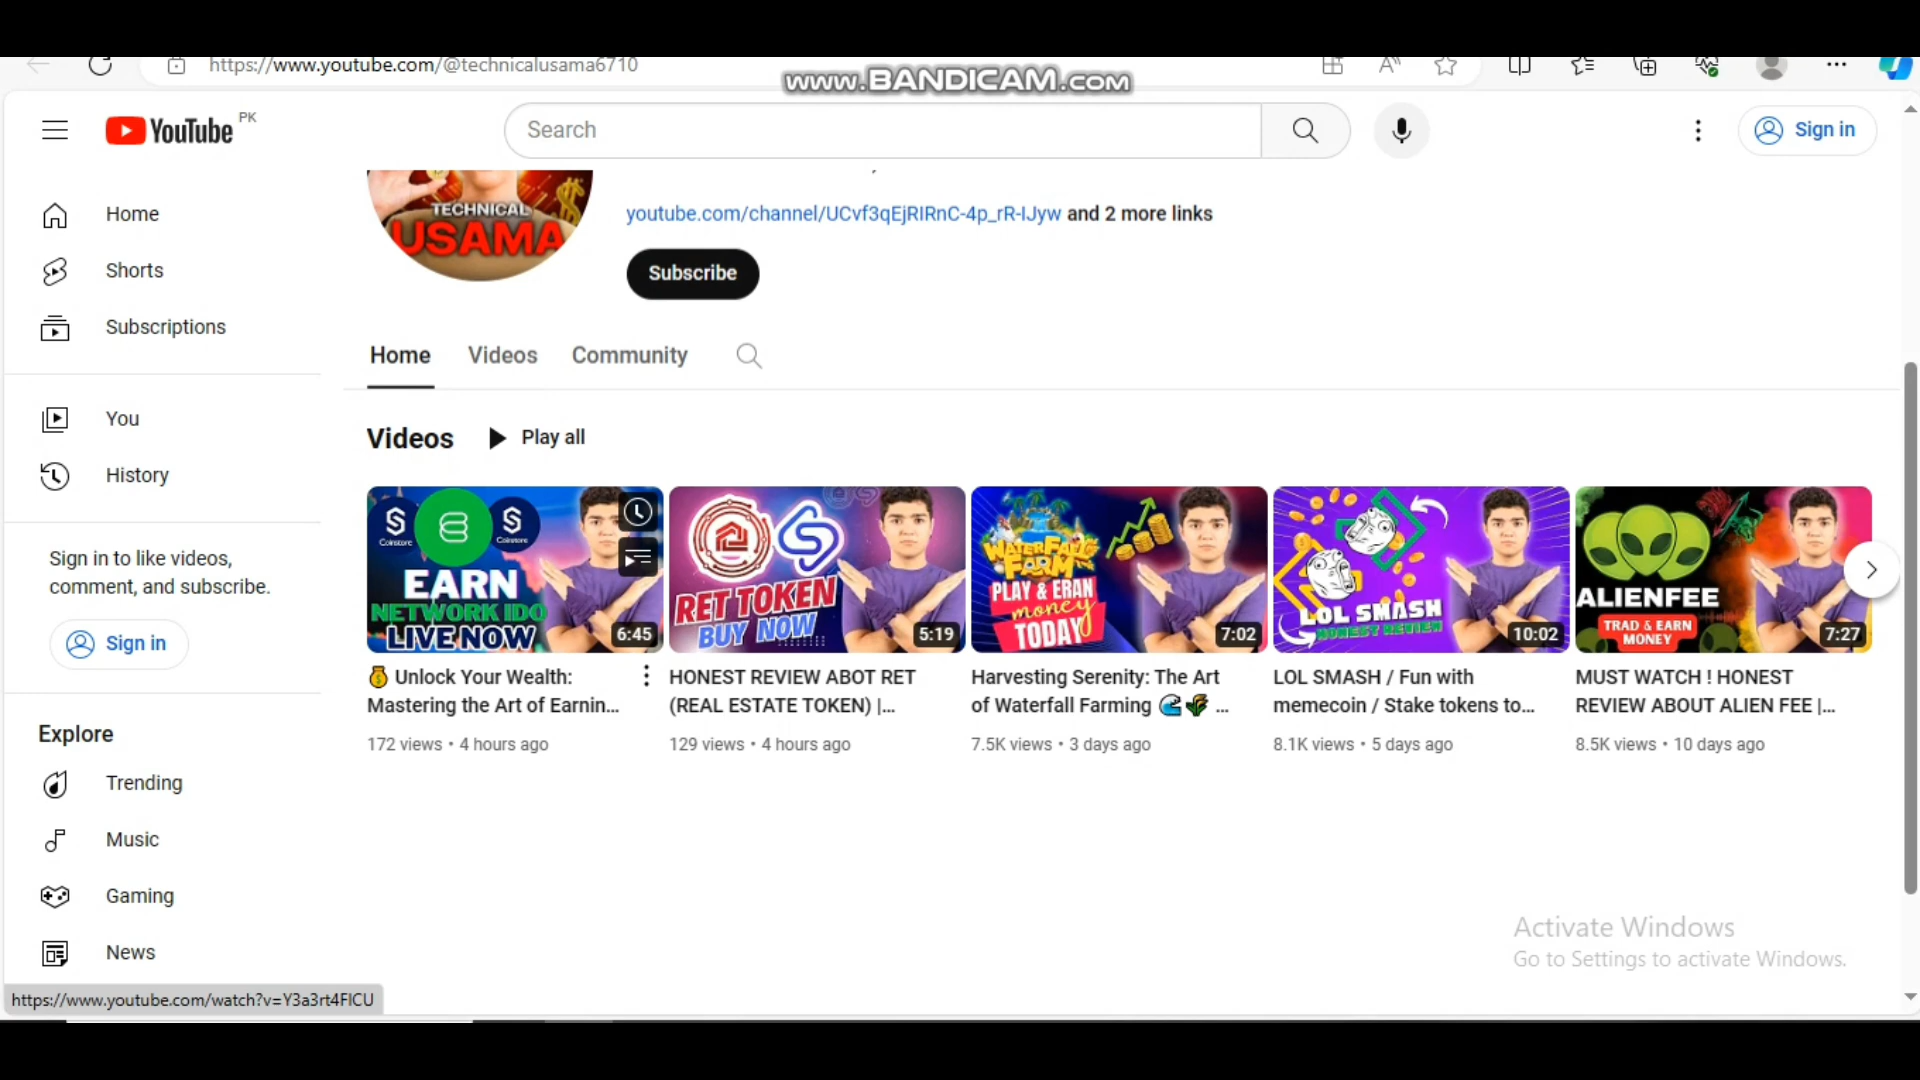 https://www.youtube.com/@technicalusama6710
www.BANDICAM.com
YouTube PK
Search
Sign in
Home
Shorts
Subscriptions
You
History
Sign in to like videos,
comment, and subscribe.
Sign in
Explore
Trending
Music
Gaming
News
TECHNICAL
USAMA
youtube.com/channel/UCvf3qEjRIRnC-4p_rR-IJyw and 2 more links
Subscribe
Home Videos Community
Videos Play all
Coinstore
Coinstore
EARN
NETWORK IDO
LIVE NOW
6:45
RET TOKEN
BUY NOW
5:19
WATERFALL
FARM
PLAY & ERAN
money
TODAY
7:02
LOL SMASH
HONEST REVIEW
10:02
ALIENFEE
TRAD & EARN
MONEY
7:27
💰 Unlock Your Wealth:
Mastering the Art of Earnin...
172 views • 4 hours ago
HONEST REVIEW ABOT RET
(REAL ESTATE TOKEN) |...
129 views • 4 hours ago
Harvesting Serenity: The Art
of Waterfall Farming 🌊🌾 ...
7.5K views • 3 days ago
LOL SMASH / Fun with
memecoin / Stake tokens to...
8.1K views • 5 days ago
MUST WATCH ! HONEST
REVIEW ABOUT ALIEN FEE |...
8.5K views • 10 days ago
Activate Windows
Go to Settings to activate Windows.
https://www.youtube.com/watch?v=Y3a3rt4FlCU